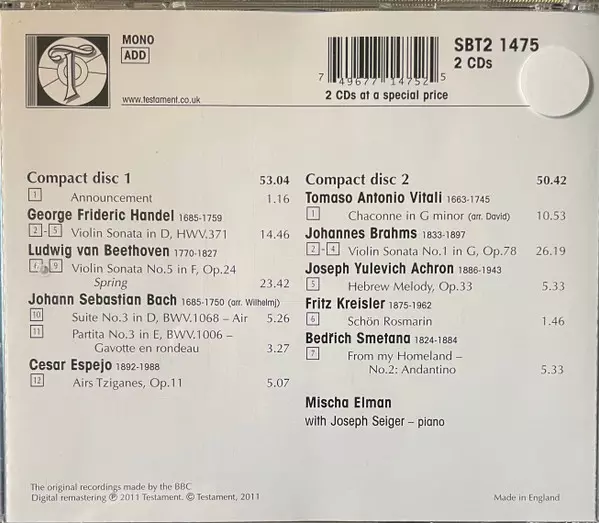 MONO
ADD
T
www.testament.co.uk
SBT2 1475
2 CDs
7 49677 14752 5
2 CDs at a special price
Compact disc 1 53.04
1 Announcement 1.16
George Frideric Handel 1685-1759
2 - 5 Violin Sonata in D, HWV.371 14.46
Ludwig van Beethoven 1770-1827
6 - 9 Violin Sonata No.5 in F, Op.24
Spring 23.42
Johann Sebastian Bach 1685-1750 (arr. Wilhelmj)
10 Suite No.3 in D, BWV.1068 – Air 5.26
11 Partita No.3 in E, BWV.1006 –
Gavotte en rondeau 3.27
Cesar Espejo 1892-1988
12 Airs Tziganes, Op.11 5.07
Compact disc 2 50.42
Tomaso Antonio Vitali 1663-1745
1 Chaconne in G minor (arr. David) 10.53
Johannes Brahms 1833-1897
2 - 4 Violin Sonata No.1 in G, Op.78 26.19
Joseph Yulevich Achron 1886-1943
5 Hebrew Melody, Op.33 5.33
Fritz Kreisler 1875-1962
6 Schön Rosmarin 1.46
Bedřich Smetana 1824-1884
7 From my Homeland –
No.2: Andantino 5.33
Mischa Elman
with Joseph Seiger – piano
The original recordings made by the BBC
Digital remastering ℗ 2011 Testament. © Testament, 2011
Made in England